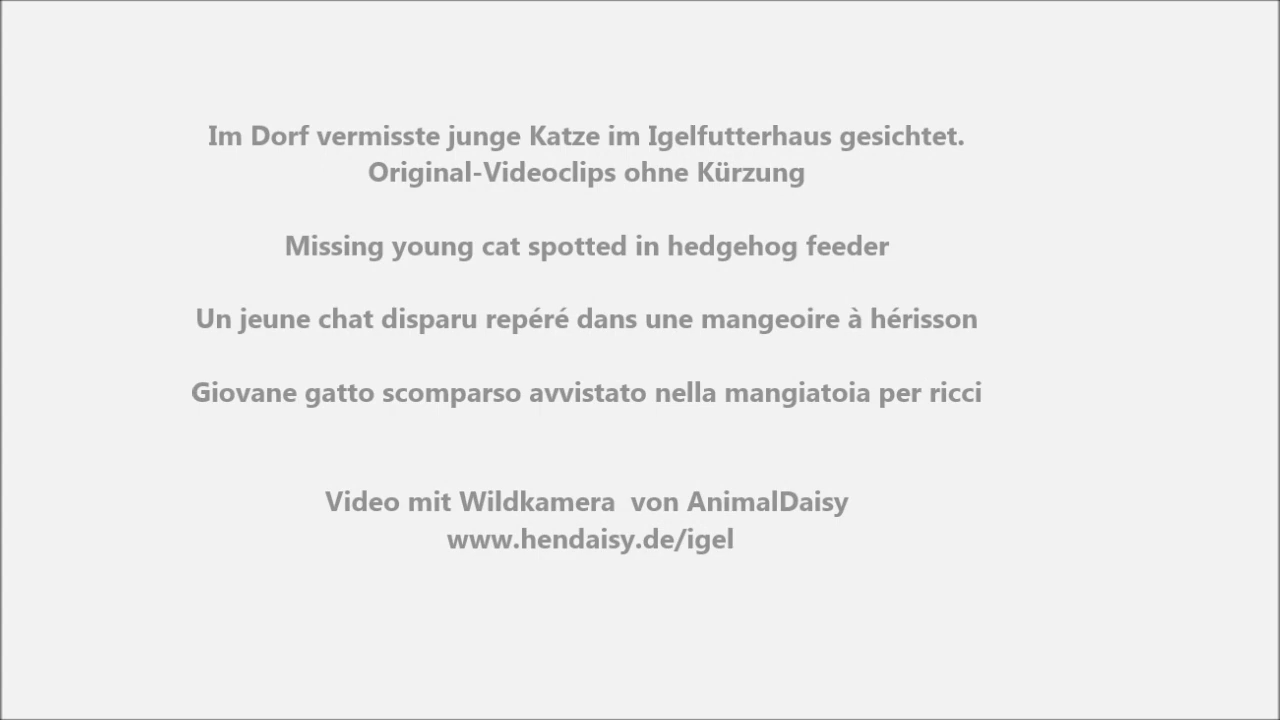 Im Dorf vermisste junge Katze im Igelfutterhaus gesichtet.
Original-Videoclips ohne Kürzung
Missing young cat spotted in hedgehog feeder
Un jeune chat disparu repéré dans une mangeoire à hérisson
Giovane gatto scomparso avvistato nella mangiatoia per ricci
Video mit Wildkamera  von AnimalDaisy
www.hendaisy.de/igel